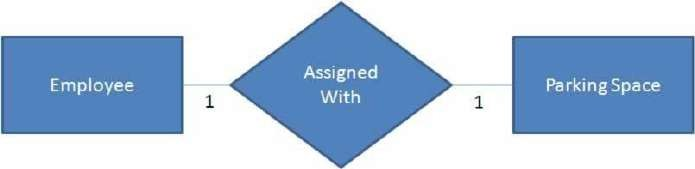 Employee
1
Assigned
With
1
Parking Space